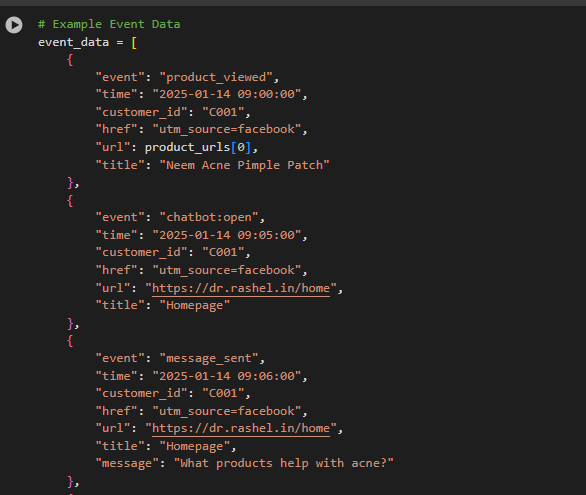 # Example Event Data
event_data = [
{
"event": "product_viewed",
"time": "2025-01-14 09:00:00",
"customer_id": "C001",
"href": "utm_source=facebook",
"url": product_urls[0],
"title": "Neem Acne Pimple Patch"
},
{
"event": "chatbot:open",
"time": "2025-01-14 09:05:00",
"customer_id": "C001",
"href": "utm_source=facebook",
"url": "https://dr.rashel.in/home",
"title": "Homepage"
},
{
"event": "message_sent",
"time": "2025-01-14 09:06:00",
"customer_id": "C001",
"href": "utm_source=facebook",
"url": "https://dr.rashel.in/home",
"title": "Homepage",
"message": "What products help with acne?"
},